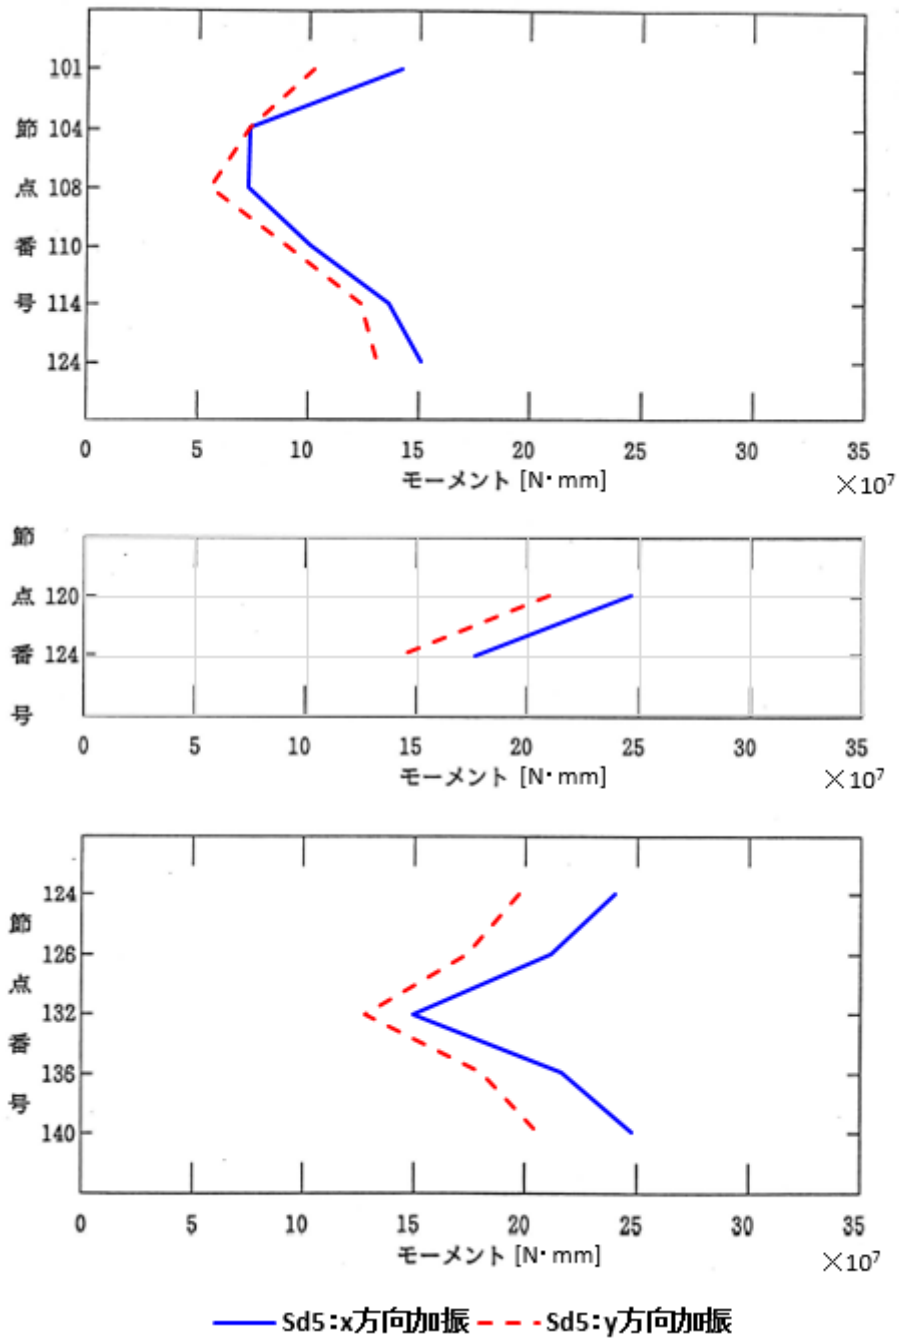 101
節 104
点 108
番 110
号 114
124
0 5 10 15 20 25 30 35
モーメント [N・mm]
×10⁷
節
点 120
番 124
号
0 5 10 15 20 25 30 35
モーメント [N・mm]
×10⁷
124
節
126
点
132
番
136
号
140
0 5 10 15 20 25 30 35
モーメント [N・mm]
×10⁷
Sd5:x方向加振 Sd5:y方向加振